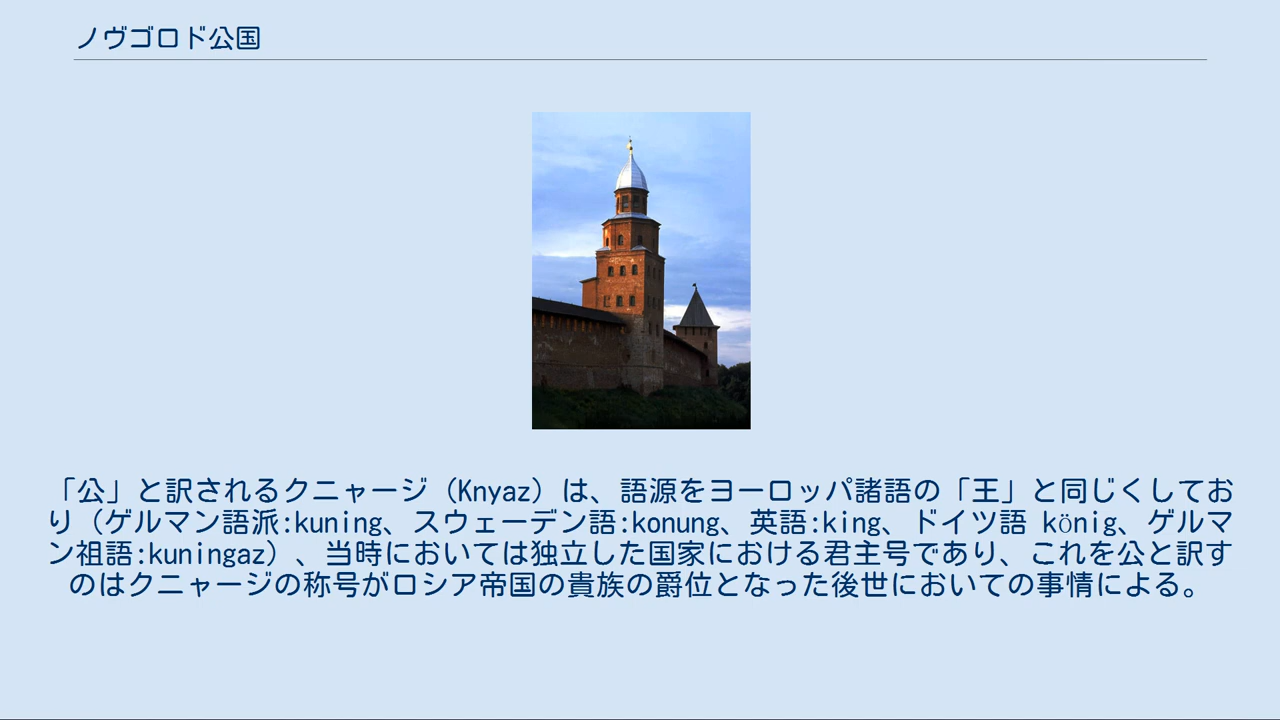 ノヴゴロド公国
「公」と訳されるクニャージ（Knyaz）は、語源をヨーロッパ諸語の「王」と同じくしてお
り（ゲルマン語派:kuning、スウェーデン語:konung、英語:king、ドイツ語 könig、ゲルマ
ン祖語:kuningaz）、当時においては独立した国家における君主号であり、これを公と訳す
のはクニャージの称号がロシア帝国の貴族の爵位となった後世においての事情による。